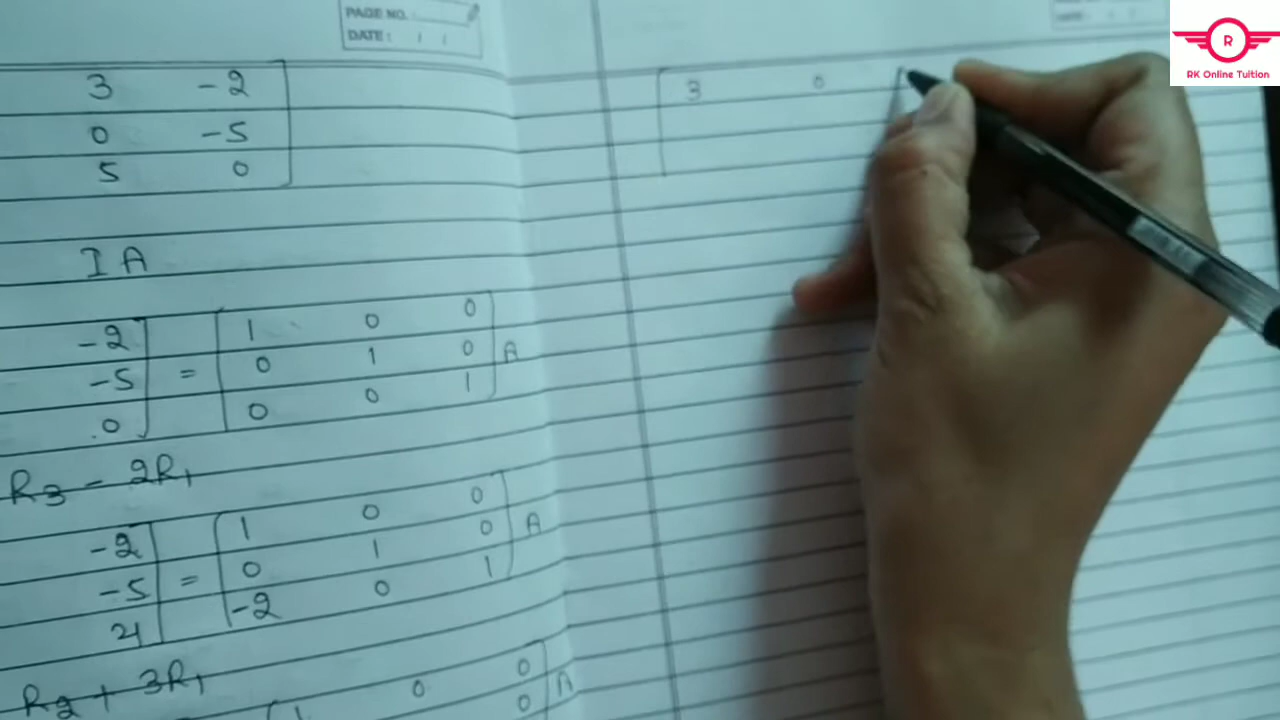 PAGE NO.
DATE :
3 -2
0 -5
5 0
I A
-2 1 0 0
-5 = 0 1 0 A
0 0 0 1
R3 - 2R1
-2 1 0 0
-5 = 0 1 0 A
4 -2 0 1
R2 + 3R1
1 0 0
0 A
3 0
R
RK Online Tuition